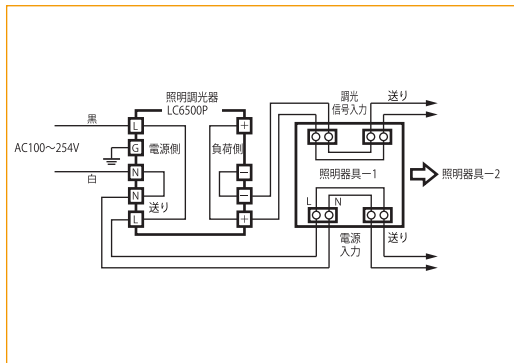 照明調光器
LC6500P
調光
信号入力
送り
黒
L
+
AC100～254V
G
電源側
負荷側
N
−
照明器具−1
照明器具−2
白
N
−
送り
L
N
L
+
電源
入力
送り